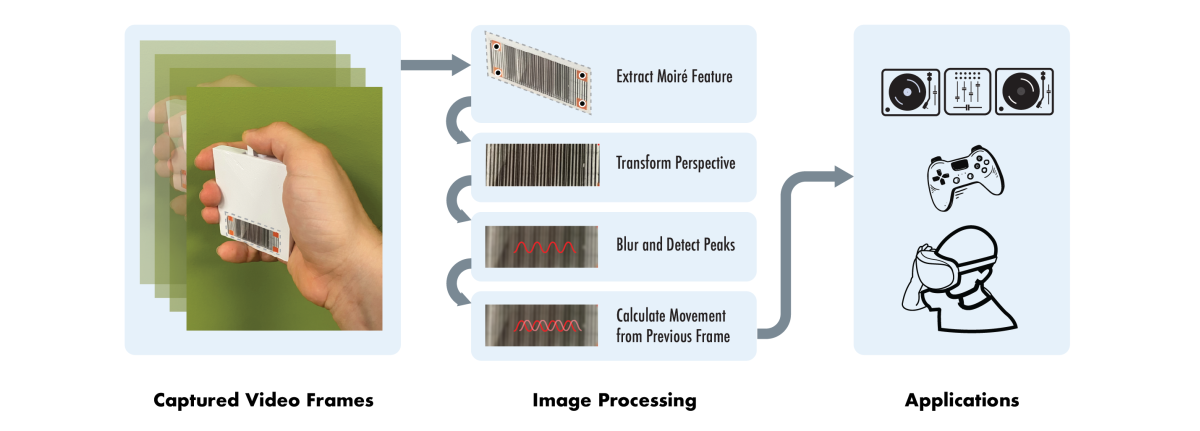 Extract Moiré Feature
Transform Perspective
Blur and Detect Peaks
Calculate Movement
from Previous Frame
Captured Video Frames
Image Processing
Applications